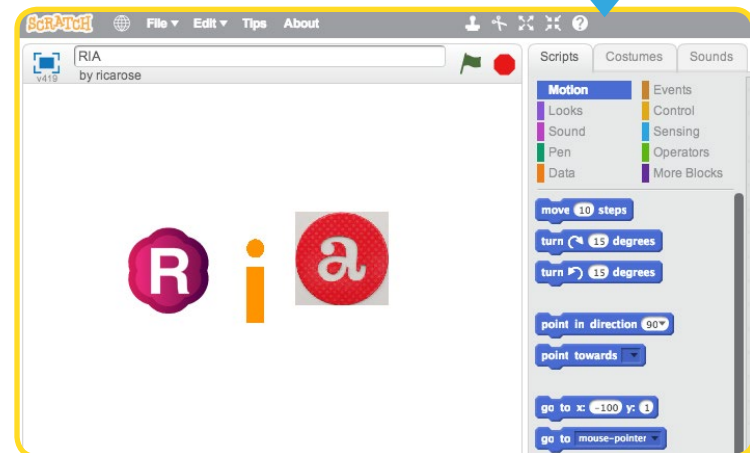 SCRATCH File Edit Tips About
RIA
by ricarose
v419
R i a
Scripts Costumes Sounds
Motion Events
Looks Control
Sound Sensing
Pen Operators
Data More Blocks
move 10 steps
turn 15 degrees
turn 15 degrees
point in direction 90
point towards
go to x: -100 y: 1
go to mouse-pointer